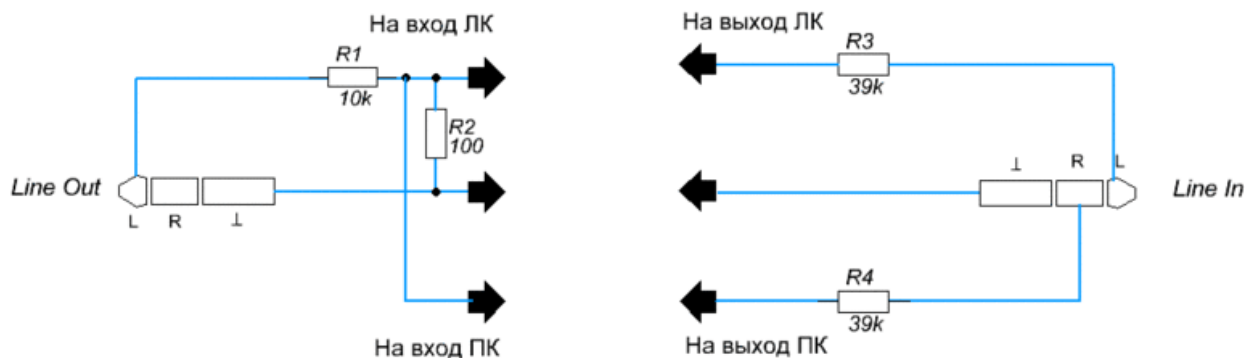 На вход ЛК
R1
10k
R2
100
Line Out
L
R
⊥
На вход ПК
На выход ЛК
R3
39k
⊥
R
L
Line In
R4
39k
На выход ПК